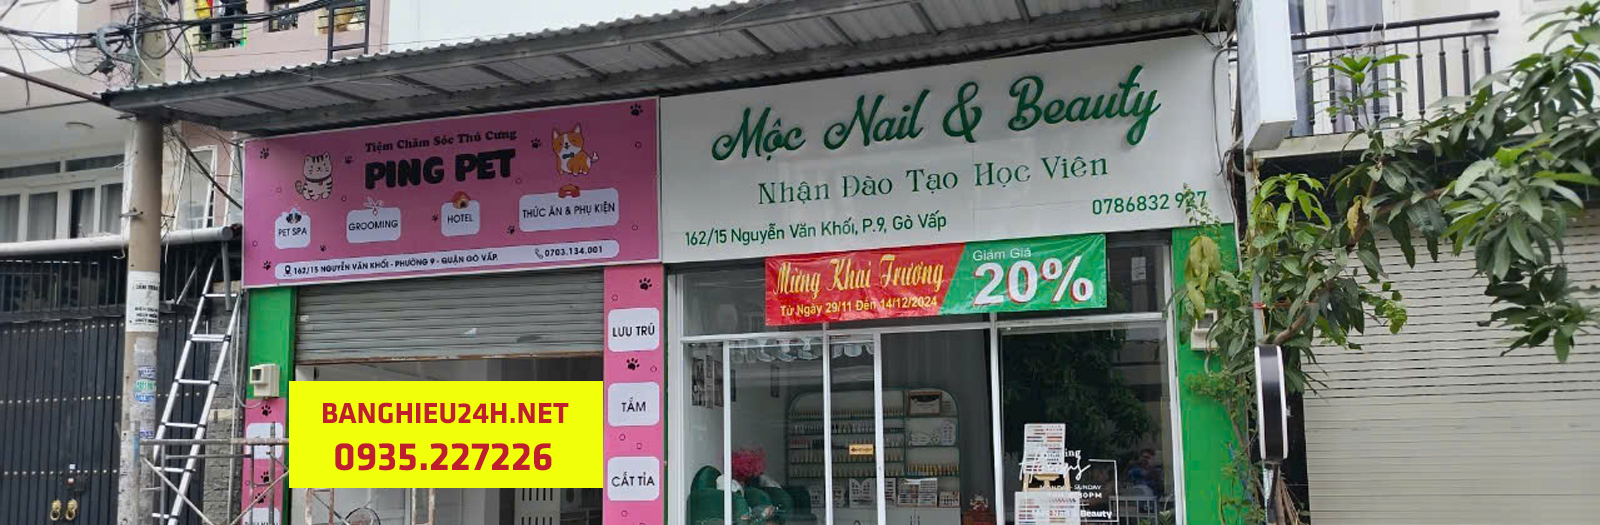 Tiệm Chăm Sóc Thú Cưng
PING PET
PET SPA
GROOMING
HOTEL
THỨC ĂN & PHỤ KIỆN
162/15 NGUYỄN VĂN KHỐI - PHƯỜNG 9 - QUẬN GÒ VẤP.
0703.134.001
LƯU TRÚ
TẮM
CẮT TỈA
Mộc Nail & Beauty
Nhận Đào Tạo Học Viên
0786832 927
162/15 Nguyễn Văn Khối, P.9, Gò Vấp
Mừng Khai Trương
Từ Ngày 29/11 Đến 14/12/2024
Giảm Giá
20%
BANGHIEU24H.NET
0935.227226